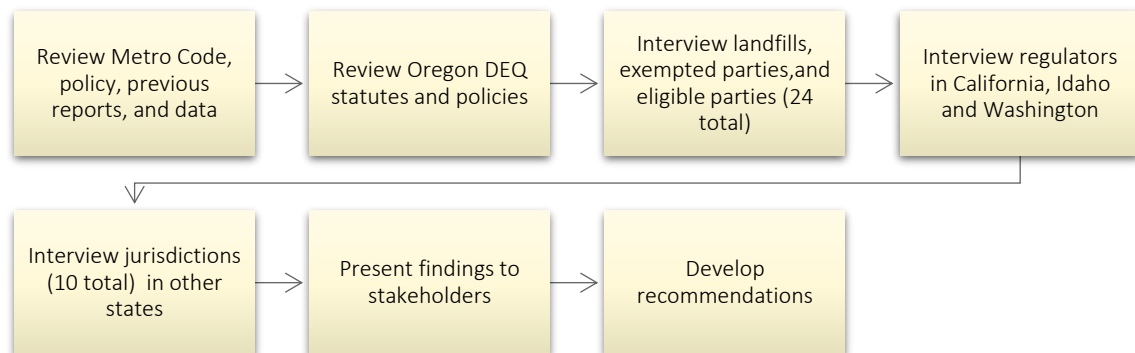 Review Metro Code,
policy, previous
reports, and data
Review Oregon DEQ
statutes and policies
Interview landfills,
exempted parties,and
eligible parties (24
total)
Interview regulators
in California, Idaho
and Washington
Interview jurisdictions
(10 total)  in other
states
Present findings to
stakeholders
Develop
recommendations